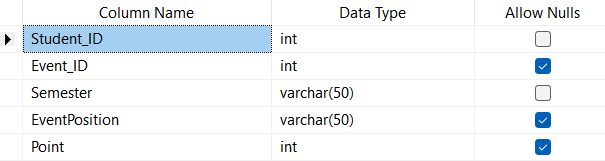 Column Name Data Type Allow Nulls
Student_ID int
Event_ID int
Semester varchar(50)
EventPosition varchar(50)
Point int